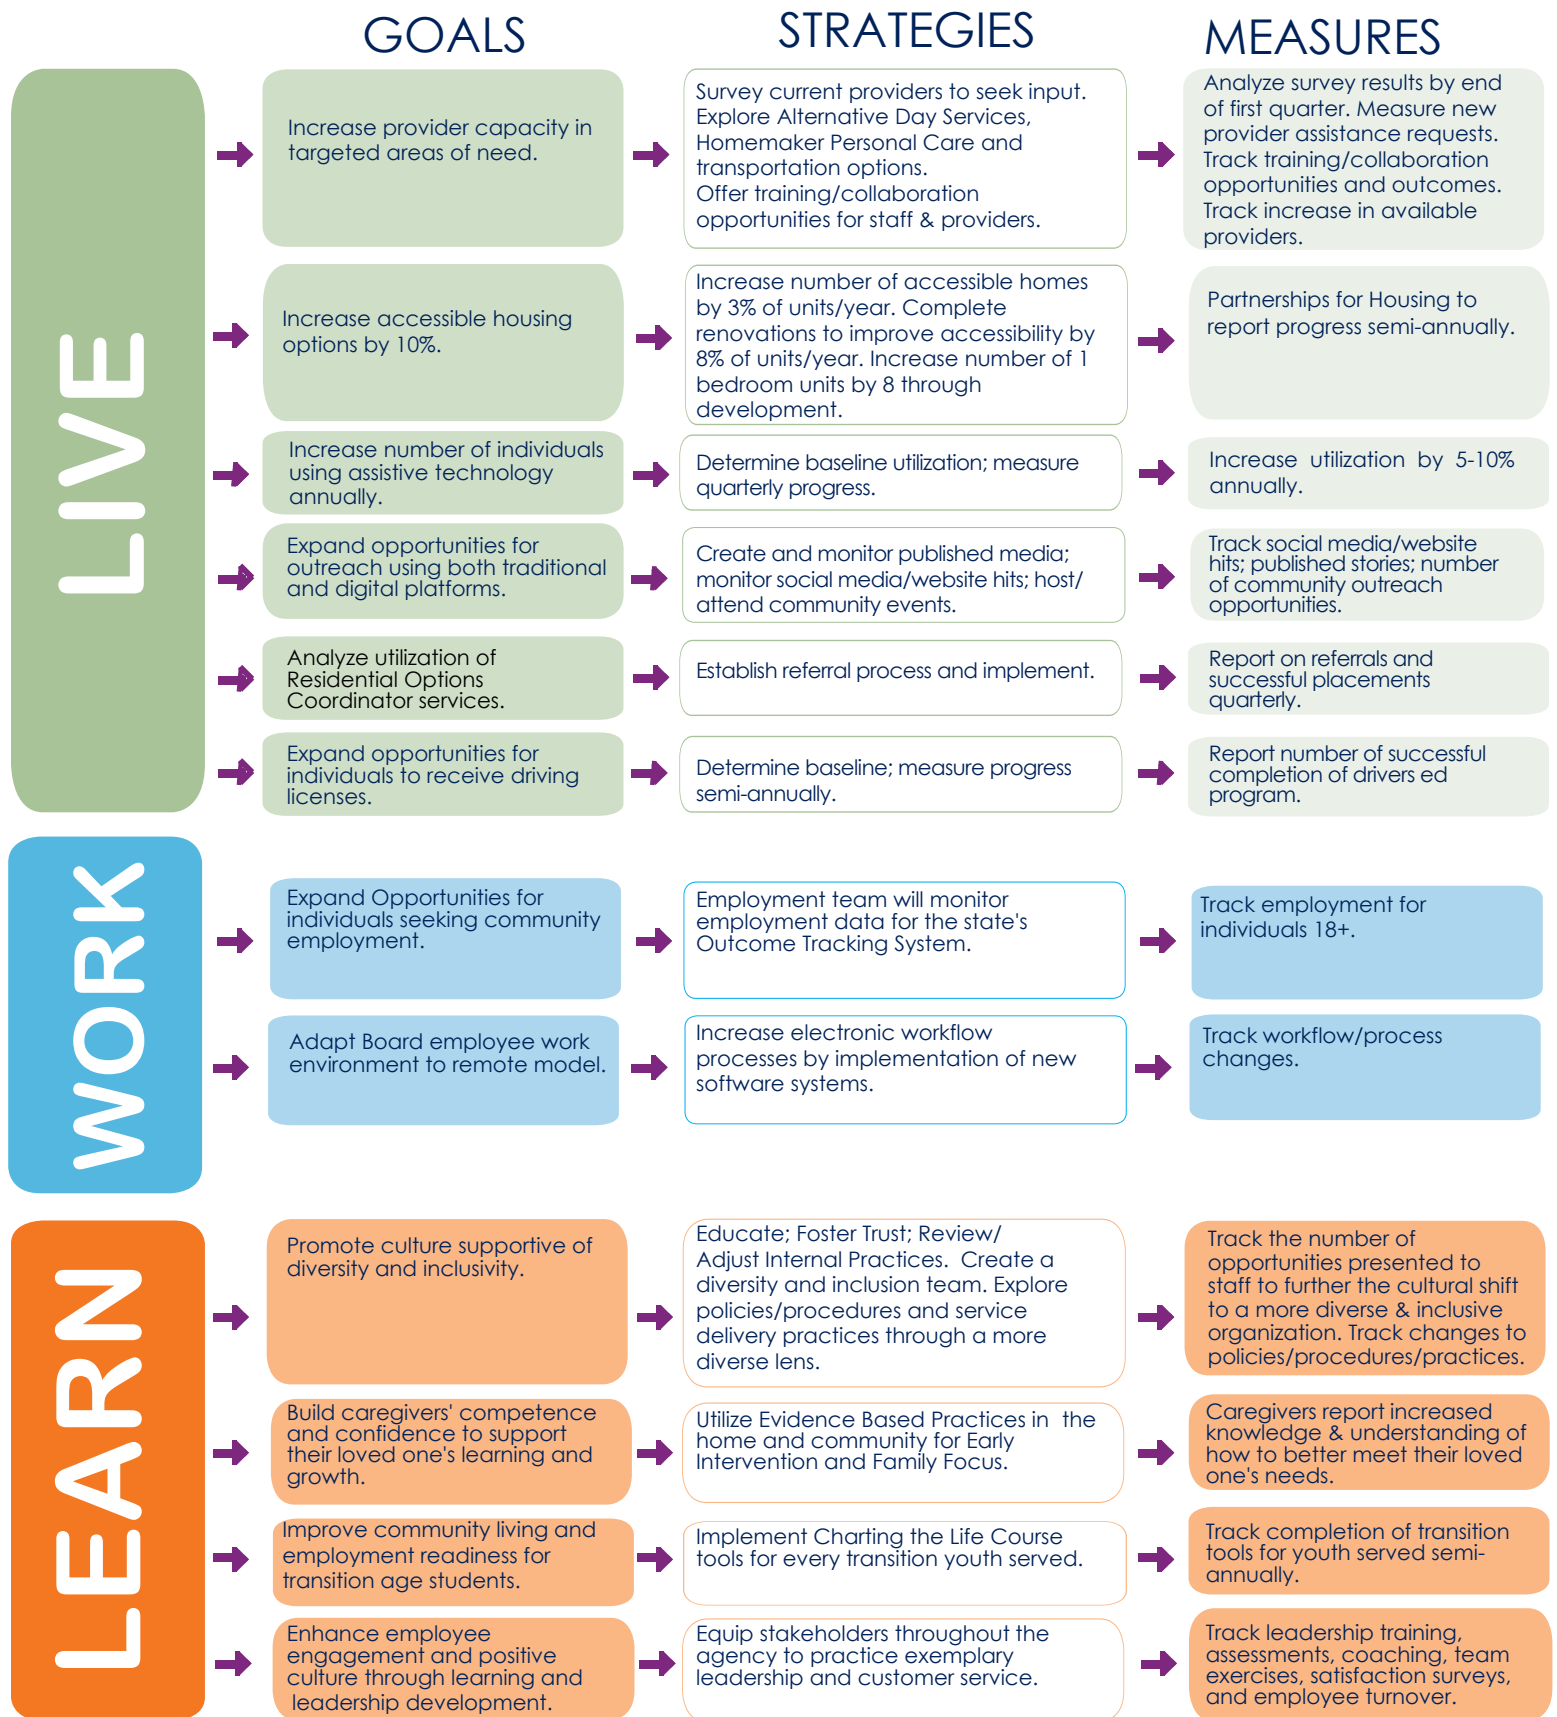 GOALS
STRATEGIES
MEASURES
LIVE
Increase provider capacity in
targeted areas of need.
Survey current providers to seek input.
Explore Alternative Day Services,
Homemaker Personal Care and
transportation options.
Offer training/collaboration
opportunities for staff & providers.
Analyze survey results by end
of first quarter. Measure new
provider assistance requests.
Track training/collaboration
opportunities and outcomes.
Track increase in available
providers.
Increase accessible housing
options by 10%.
Increase number of accessible homes
by 3% of units/year. Complete
renovations to improve accessibility by
8% of units/year. Increase number of 1
bedroom units by 8 through
development.
Partnerships for Housing to
report progress semi-annually.
Increase number of individuals
using assistive technology
annually.
Determine baseline utilization; measure
quarterly progress.
Increase utilization by 5-10%
annually.
Expand opportunities for
outreach using both traditional
and digital platforms.
Create and monitor published media;
monitor social media/website hits; host/
attend community events.
Track social media/website
hits; published stories; number
of community outreach
opportunities.
Analyze utilization of
Residential Options
Coordinator services.
Establish referral process and implement.
Report on referrals and
successful placements
quarterly.
Expand opportunities for
individuals to receive driving
licenses.
Determine baseline; measure progress
semi-annually.
Report number of successful
completion of drivers ed
program.
WORK
Expand Opportunities for
individuals seeking community
employment.
Employment team will monitor
employment data for the state's
Outcome Tracking System.
Track employment for
individuals 18+.
Adapt Board employee work
environment to remote model.
Increase electronic workflow
processes by implementation of new
software systems.
Track workflow/process
changes.
LEARN
Promote culture supportive of
diversity and inclusivity.
Educate; Foster Trust; Review/
Adjust Internal Practices. Create a
diversity and inclusion team. Explore
policies/procedures and service
delivery practices through a more
diverse lens.
Track the number of
opportunities presented to
staff to further the cultural shift
to a more diverse & inclusive
organization. Track changes to
policies/procedures/practices.
Build caregivers' competence
and confidence to support
their loved one's learning and
growth.
Utilize Evidence Based Practices in the
home and community for Early
Intervention and Family Focus.
Caregivers report increased
knowledge & understanding of
how to better meet their loved
one's needs.
Improve community living and
employment readiness for
transition age students.
Implement Charting the Life Course
tools for every transition youth served.
Track completion of transition
tools for youth served semi-
annually.
Enhance employee
engagement and positive
culture through learning and
leadership development.
Equip stakeholders throughout the
agency to practice exemplary
leadership and customer service.
Track leadership training,
assessments, coaching, team
exercises, satisfaction surveys,
and employee turnover.